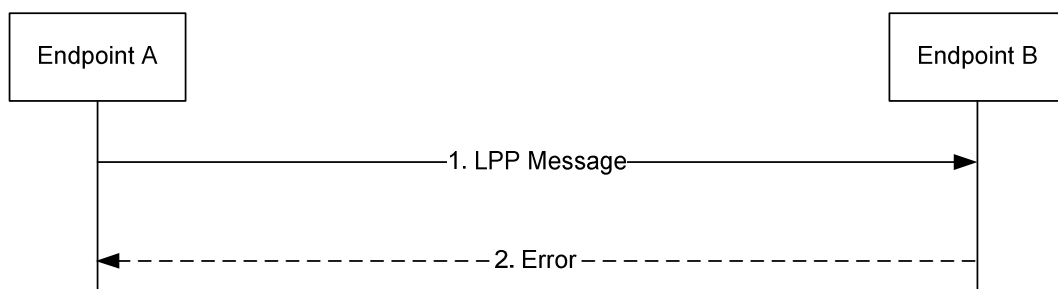 Endpoint A
Endpoint B
1. LPP Message
2. Error